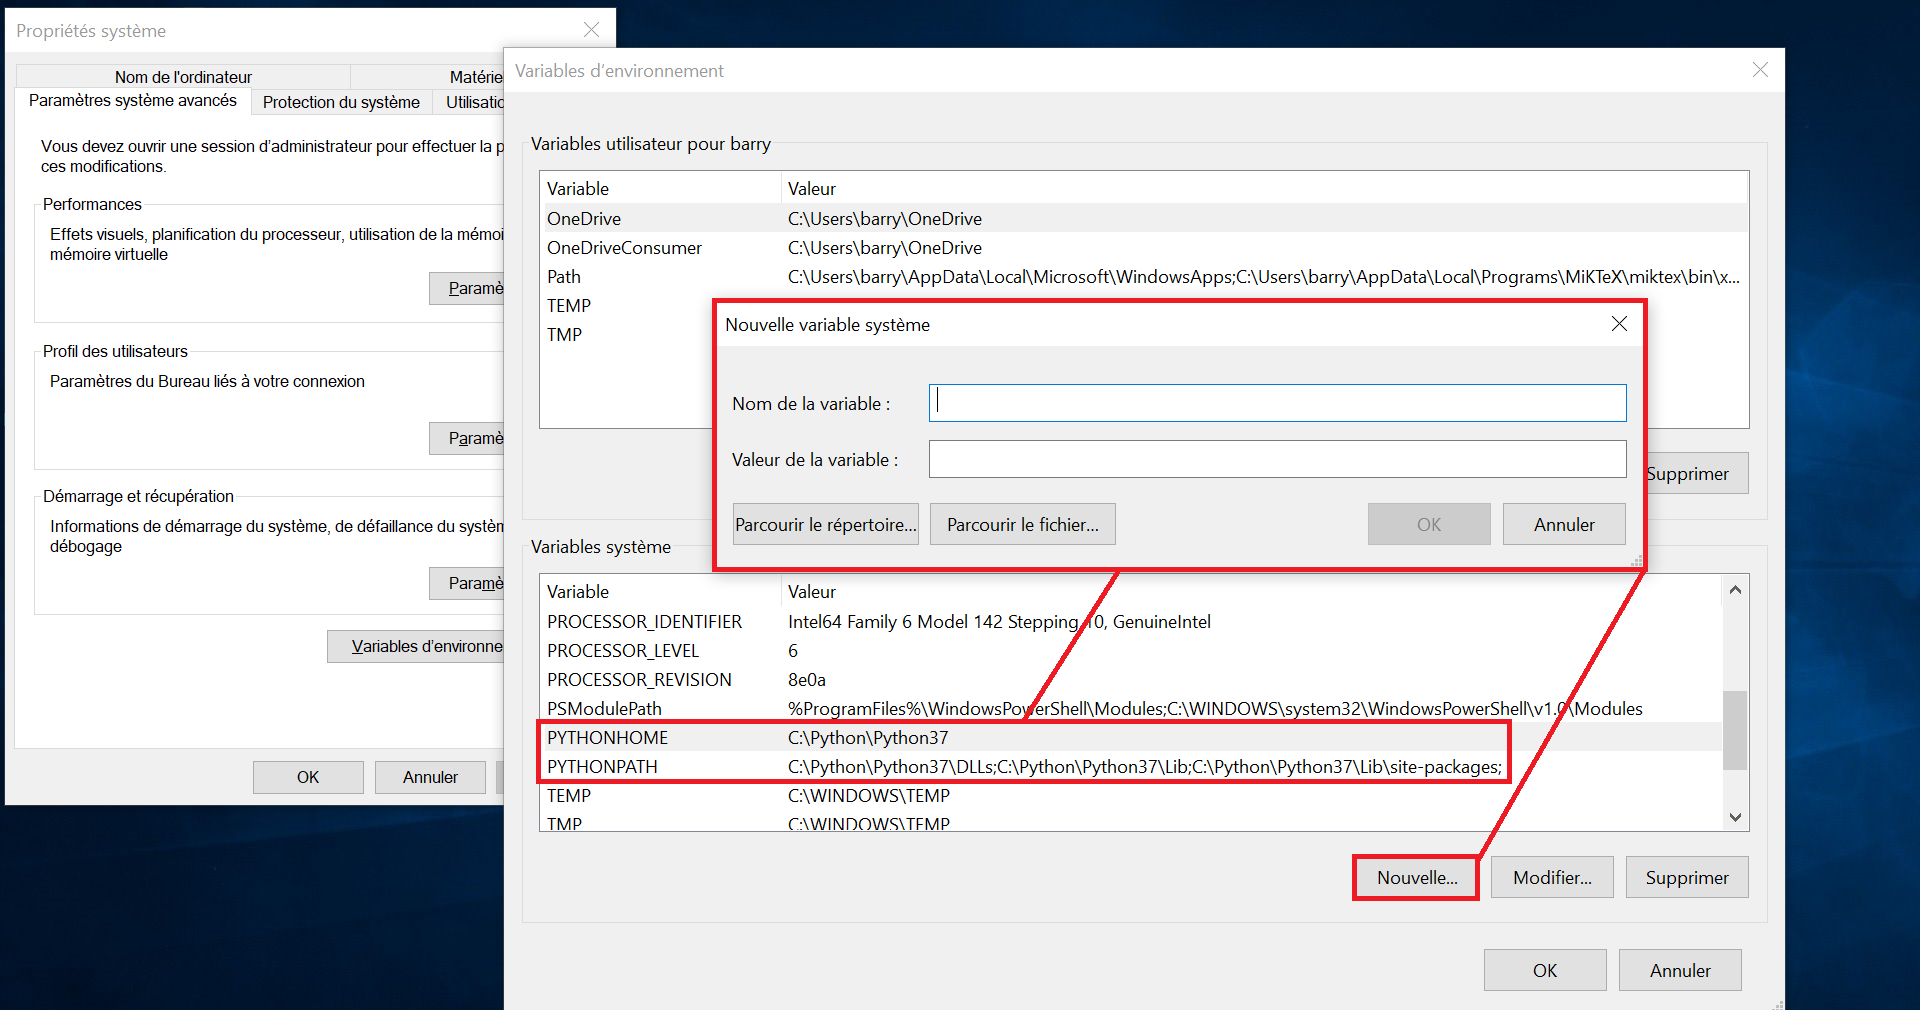 Propriétés système
Nom de l'ordinateur
Matérie
Paramètres système avancés
Protection du système
Utilisatio
Vous devez ouvrir une session d'administrateur pour effectuer la p
ces modifications.
Performances
Effets visuels, planification du processeur, utilisation de la mémoi
mémoire virtuelle
Paramè
Profil des utilisateurs
Paramètres du Bureau liés à votre connexion
Paramè
Démarrage et récupération
Informations de démarrage du système, de défaillance du systèm
débogage
Paramè
Variables d'environne
OK
Annuler
Variables d'environnement
Variables utilisateur pour barry
Variable Valeur
OneDrive C:\Users\barry\OneDrive
OneDriveConsumer C:\Users\barry\OneDrive
Path C:\Users\barry\AppData\Local\Microsoft\WindowsApps;C:\Users\barry\AppData\Local\Programs\MiKTeX\miktex\bin\x...
TEMP
TMP
Supprimer
Nouvelle variable système
Nom de la variable :
Valeur de la variable :
Parcourir le répertoire...
Parcourir le fichier...
OK
Annuler
Variables système
Variable Valeur
PROCESSOR_IDENTIFIER Intel64 Family 6 Model 142 Stepping 10, GenuineIntel
PROCESSOR_LEVEL 6
PROCESSOR_REVISION 8e0a
PSModulePath %ProgramFiles%\WindowsPowerShell\Modules;C:\WINDOWS\system32\WindowsPowerShell\v1.0\Modules
PYTHONHOME C:\Python\Python37
PYTHONPATH C:\Python\Python37\DLLs;C:\Python\Python37\Lib;C:\Python\Python37\Lib\site-packages;
TEMP C:\WINDOWS\TEMP
TMP C:\WINDOWS\TEMP
Nouvelle...
Modifier...
Supprimer
OK
Annuler